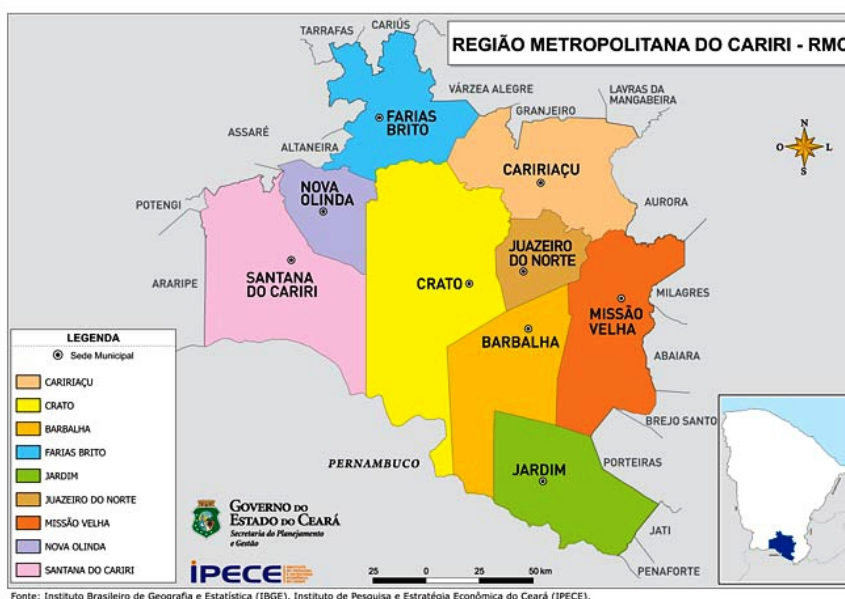 REGIÃO METROPOLITANA DO CARIRI - RMC
TARRAFAS
CARIÚS
VÁRZEA ALEGRE
GRANJEIRO
LAVRAS DA
MANGABEIRA
FARIAS
BRITO
ASSARÉ
ALTANEIRA
N
O
L
S
CARIRIAÇU
NOVA
OLINDA
POTENGI
AURORA
JUAZEIRO
DO NORTE
ARARIPE
SANTANA
DO CARIRI
CRATO
MISSÃO
VELHA
MILAGRES
BARBALHA
ABAIARA
BREJO SANTO
PERNAMBUCO
JARDIM
PORTEIRAS
JATI
PENAFORTE
LEGENDA
Sede Municipal
CARIRIAÇU
CRATO
BARBALHA
FARIAS BRITO
JARDIM
JUAZEIRO DO NORTE
MISSÃO VELHA
NOVA OLINDA
SANTANA DO CARIRI
GOVERNO DO
ESTADO DO CEARÁ
Secretaria do Planejamento
e Gestão
iPECE
25 0 25 50 km
Fonte: Instituto Brasileiro de Geografia e Estatística (IBGE), Instituto de Pesquisa e Estratégia Econômica do Ceará (IPECE).